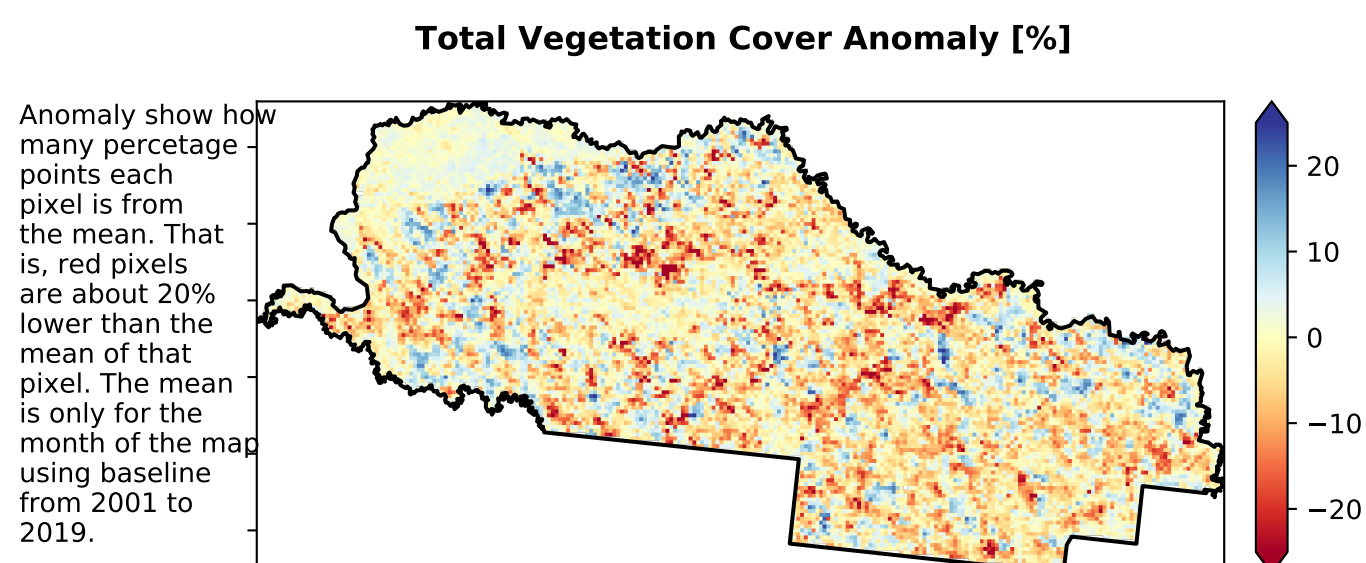 Total Vegetation Cover Anomaly [%]
Anomaly show how
many percetage
points each
pixel is from
the mean. That
is, red pixels
are about 20%
lower than the
mean of that
pixel. The mean
is only for the
month of the map
using baseline
from 2001 to
2019.
20
10
0
−10
−20